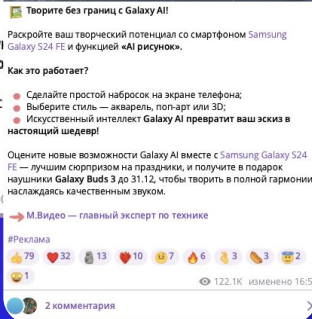 Творите без границ с Galaxy AI!
Раскройте ваш творческий потенциал со смартфоном Samsung
Galaxy S24 FE и функцией «AI рисунок».
Как это работает?
Сделайте простой набросок на экране телефона;
Выберите стиль — акварель, поп-арт или 3D;
Искусственный интеллект Galaxy AI превратит ваш эскиз в
настоящий шедевр!
Оцените новые возможности Galaxy AI вместе с Samsung Galaxy S24
FE — лучшим сюрпризом на праздники, и получите в подарок
наушники Galaxy Buds 3 до 31.12, чтобы творить в полной гармонии
наслаждаясь качественным звуком.
М.Видео — главный эксперт по технике
#Реклама
79 32 13 10 7 6 3 3 2
1
122.1K изменено 16:5
2 комментария